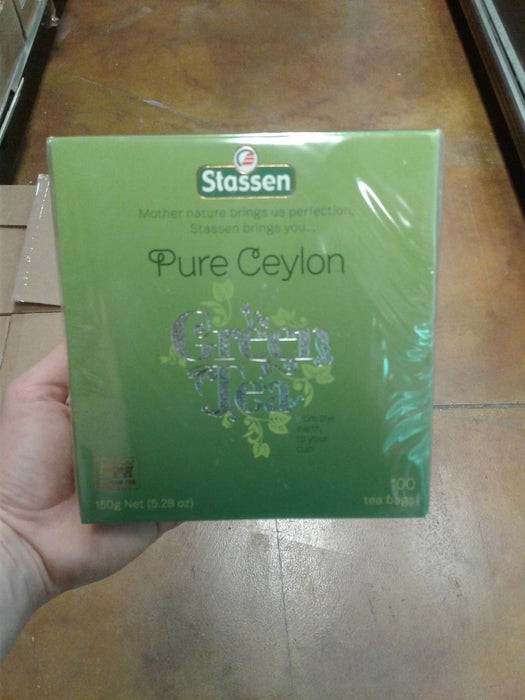 Stassen
Mother nature brings us perfection,
Stassen brings you...
Pure Ceylon
Green
Tea
from the
earth
to your
cup
150g Net (5.28 oz)
100
tea bags